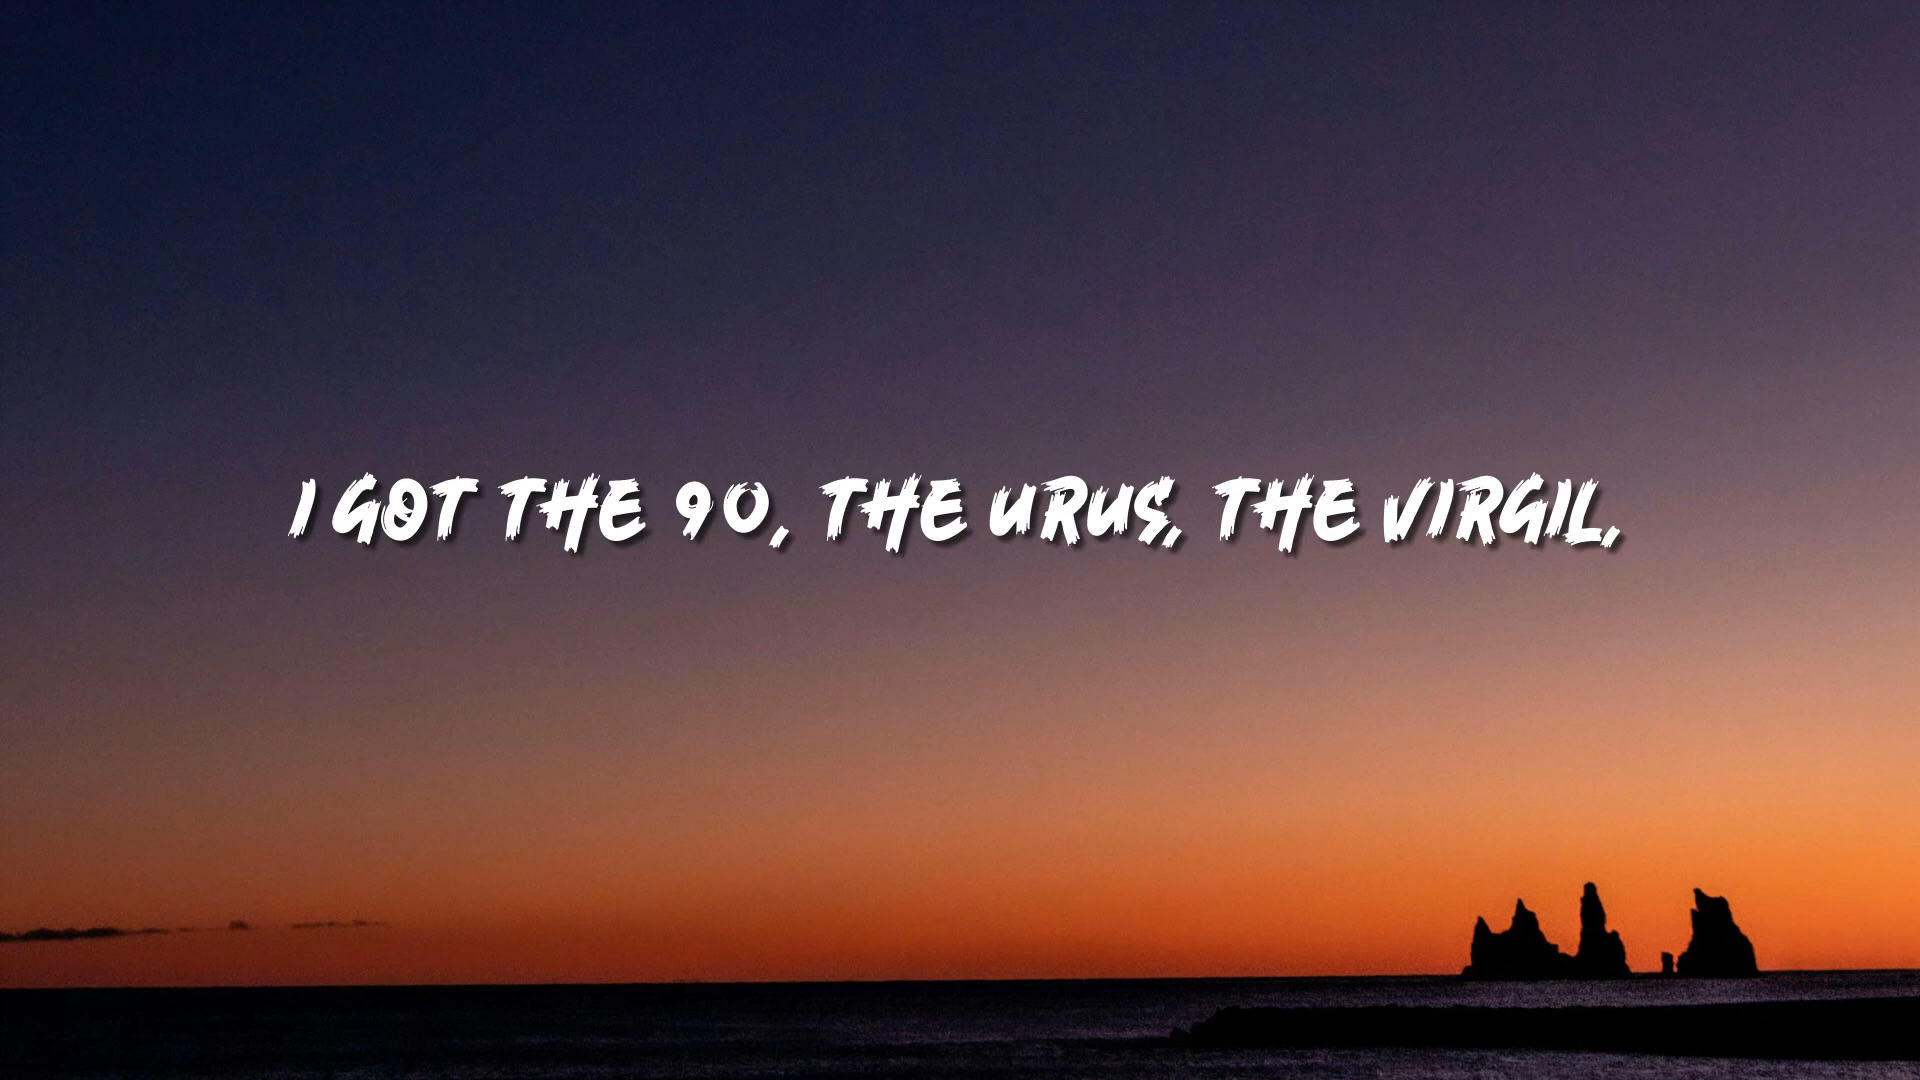 I GOT THE 90, THE URUS, THE VIRGIL,